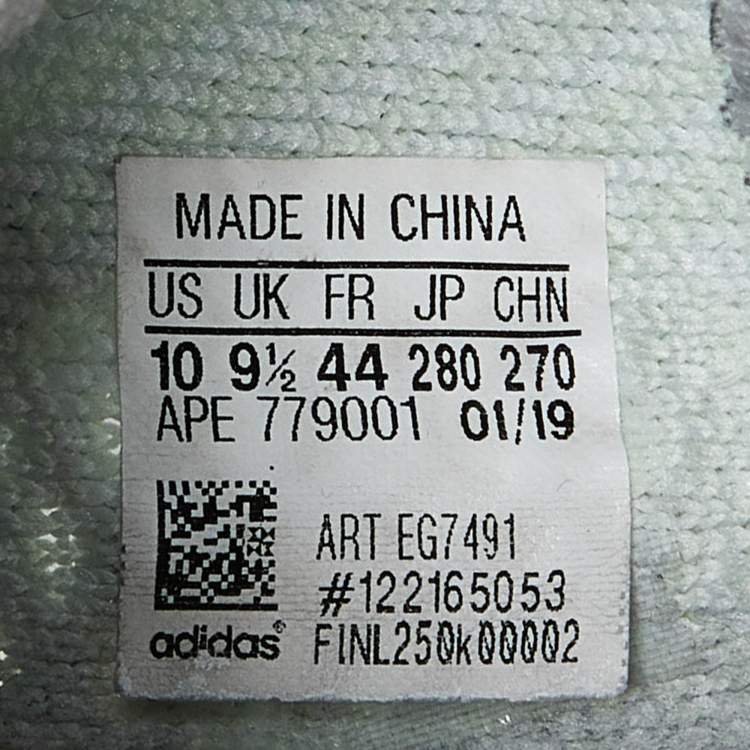 MADE IN CHINA
US UK FR JP CHN
10 9½ 44 280 270
APE 779001 01/19
ART EG7491
#122165053
adidas® F1NL250k00002